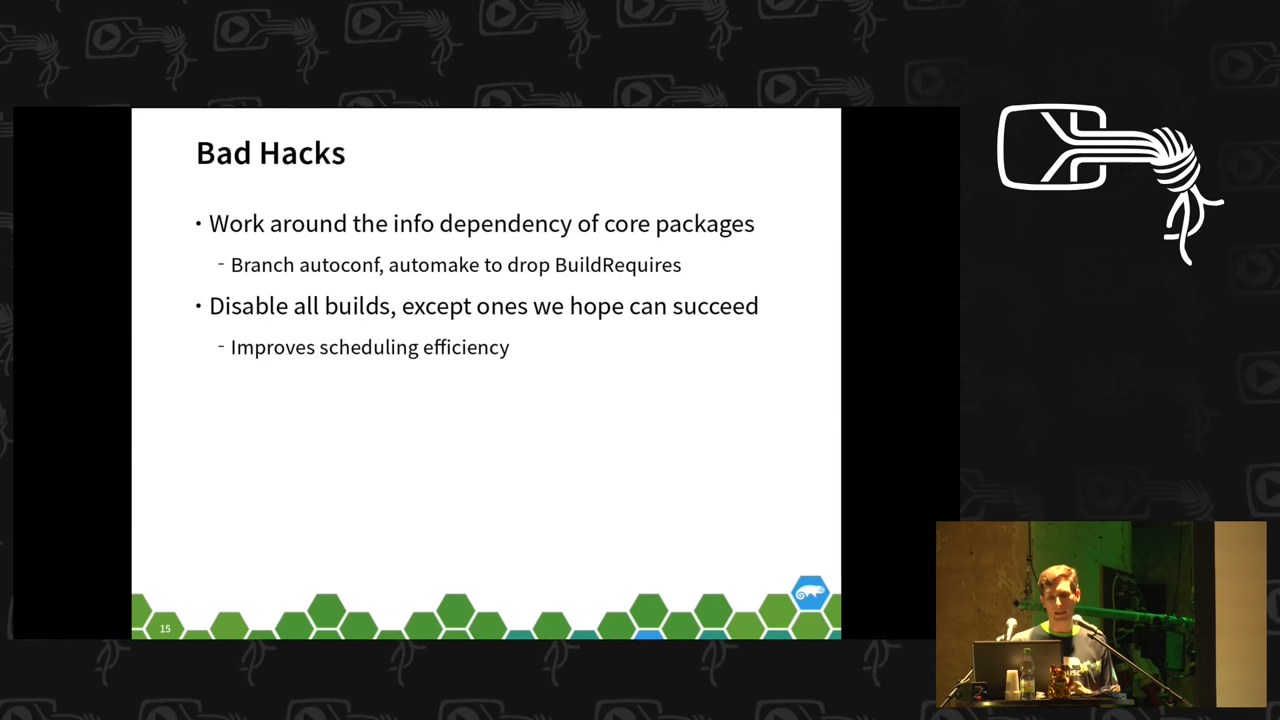 Bad Hacks
• Work around the info dependency of core packages
- Branch autoconf, automake to drop BuildRequires
• Disable all builds, except ones we hope can succeed
- Improves scheduling efficiency
15